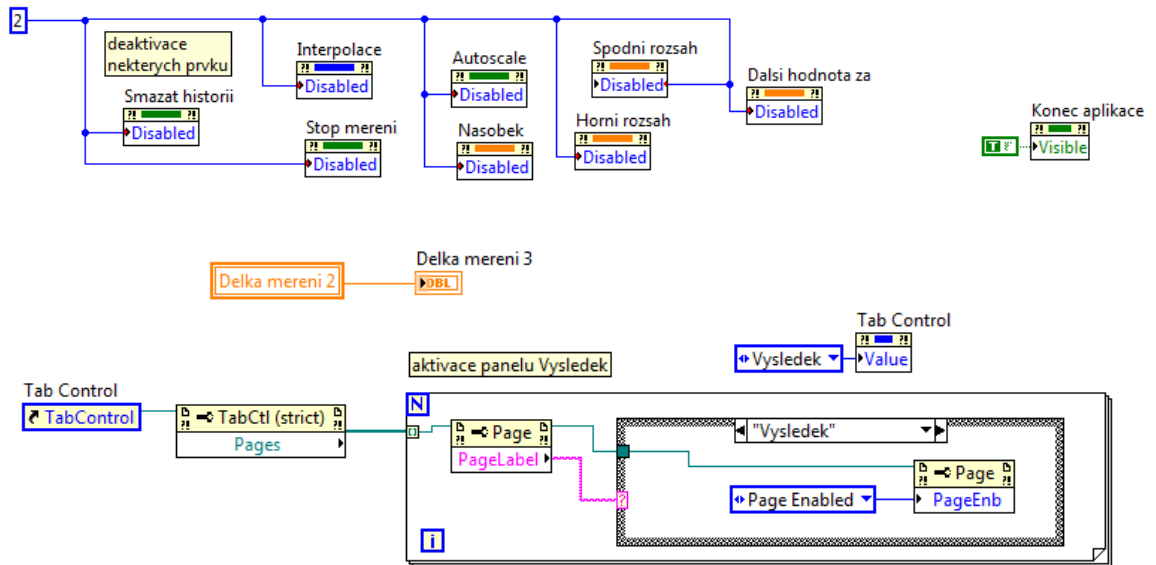 2
deaktivace
nekterych prvku
Interpolace
Disabled
Autoscale
Disabled
Spodni rozsah
Disabled
Dalsi hodnota za
Disabled
Smazat historii
Disabled
Stop mereni
Disabled
Nasobek
Disabled
Horni rozsah
Disabled
Konec aplikace
T
Visible
Delka mereni 2
Delka mereni 3
DBL
Tab Control
Vysledek
Value
aktivace panelu Vysledek
Tab Control
TabControl
TabCtl (strict)
Pages
N
Page
PageLabel
"Vysledek"
Page Enabled
Page
PageEnb
i